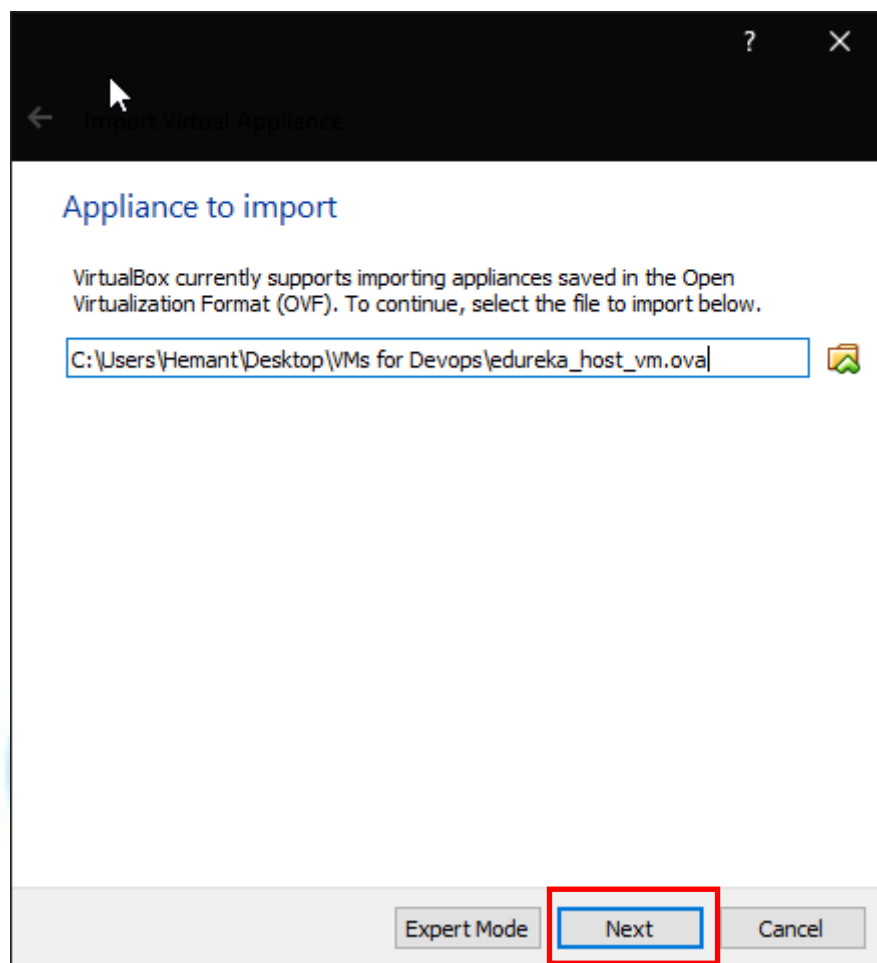 ?
Import Virtual Appliance
Appliance to import
VirtualBox currently supports importing appliances saved in the Open
Virtualization Format (OVF). To continue, select the file to import below.
C:\Users\Hemant\Desktop\VMs for Devops\edureka_host_vm.ova
Expert Mode Next Cancel